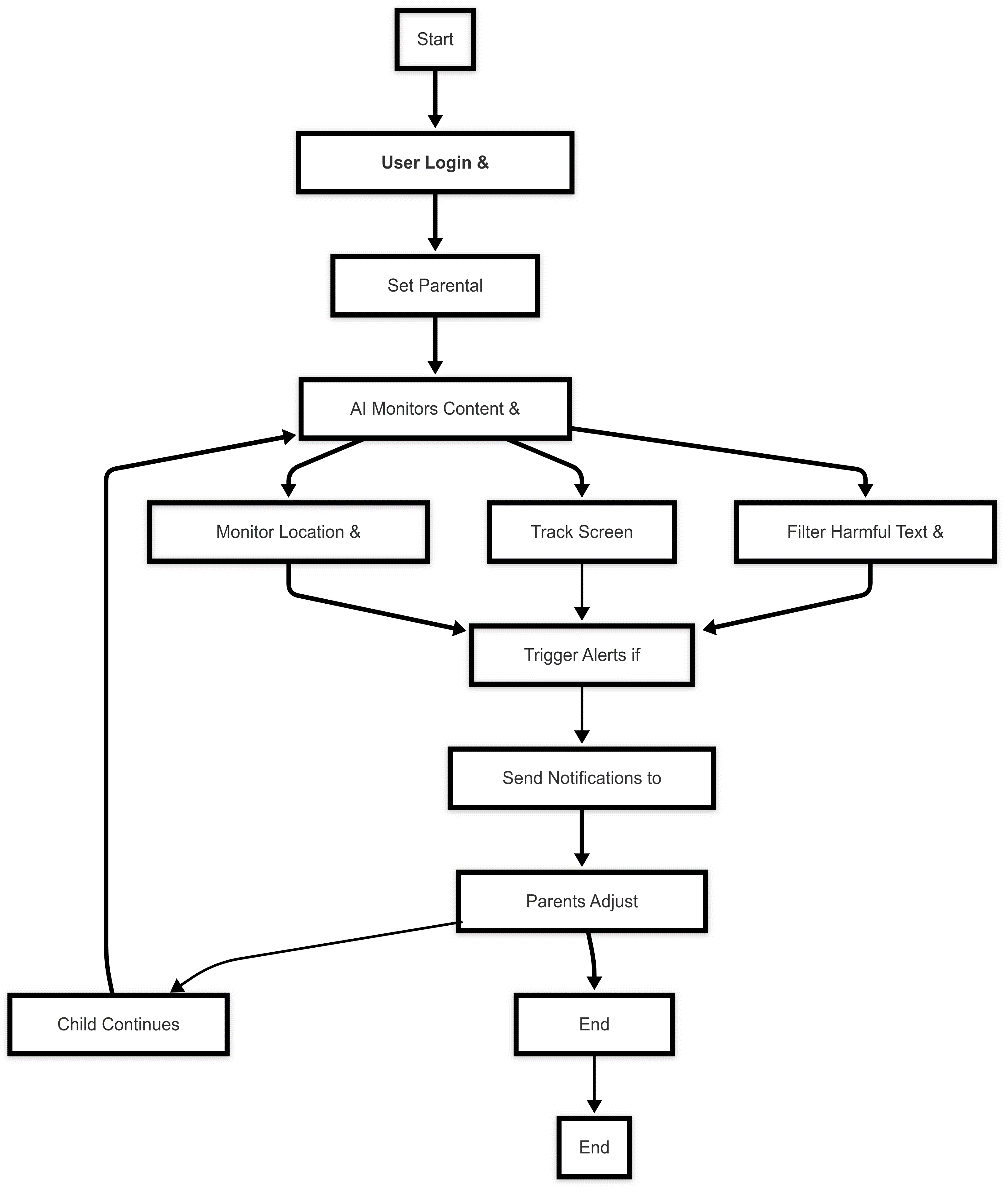 Start
User Login &
Set Parental
AI Monitors Content &
Monitor Location &
Track Screen
Filter Harmful Text &
Trigger Alerts if
Send Notifications to
Parents Adjust
Child Continues
End
End